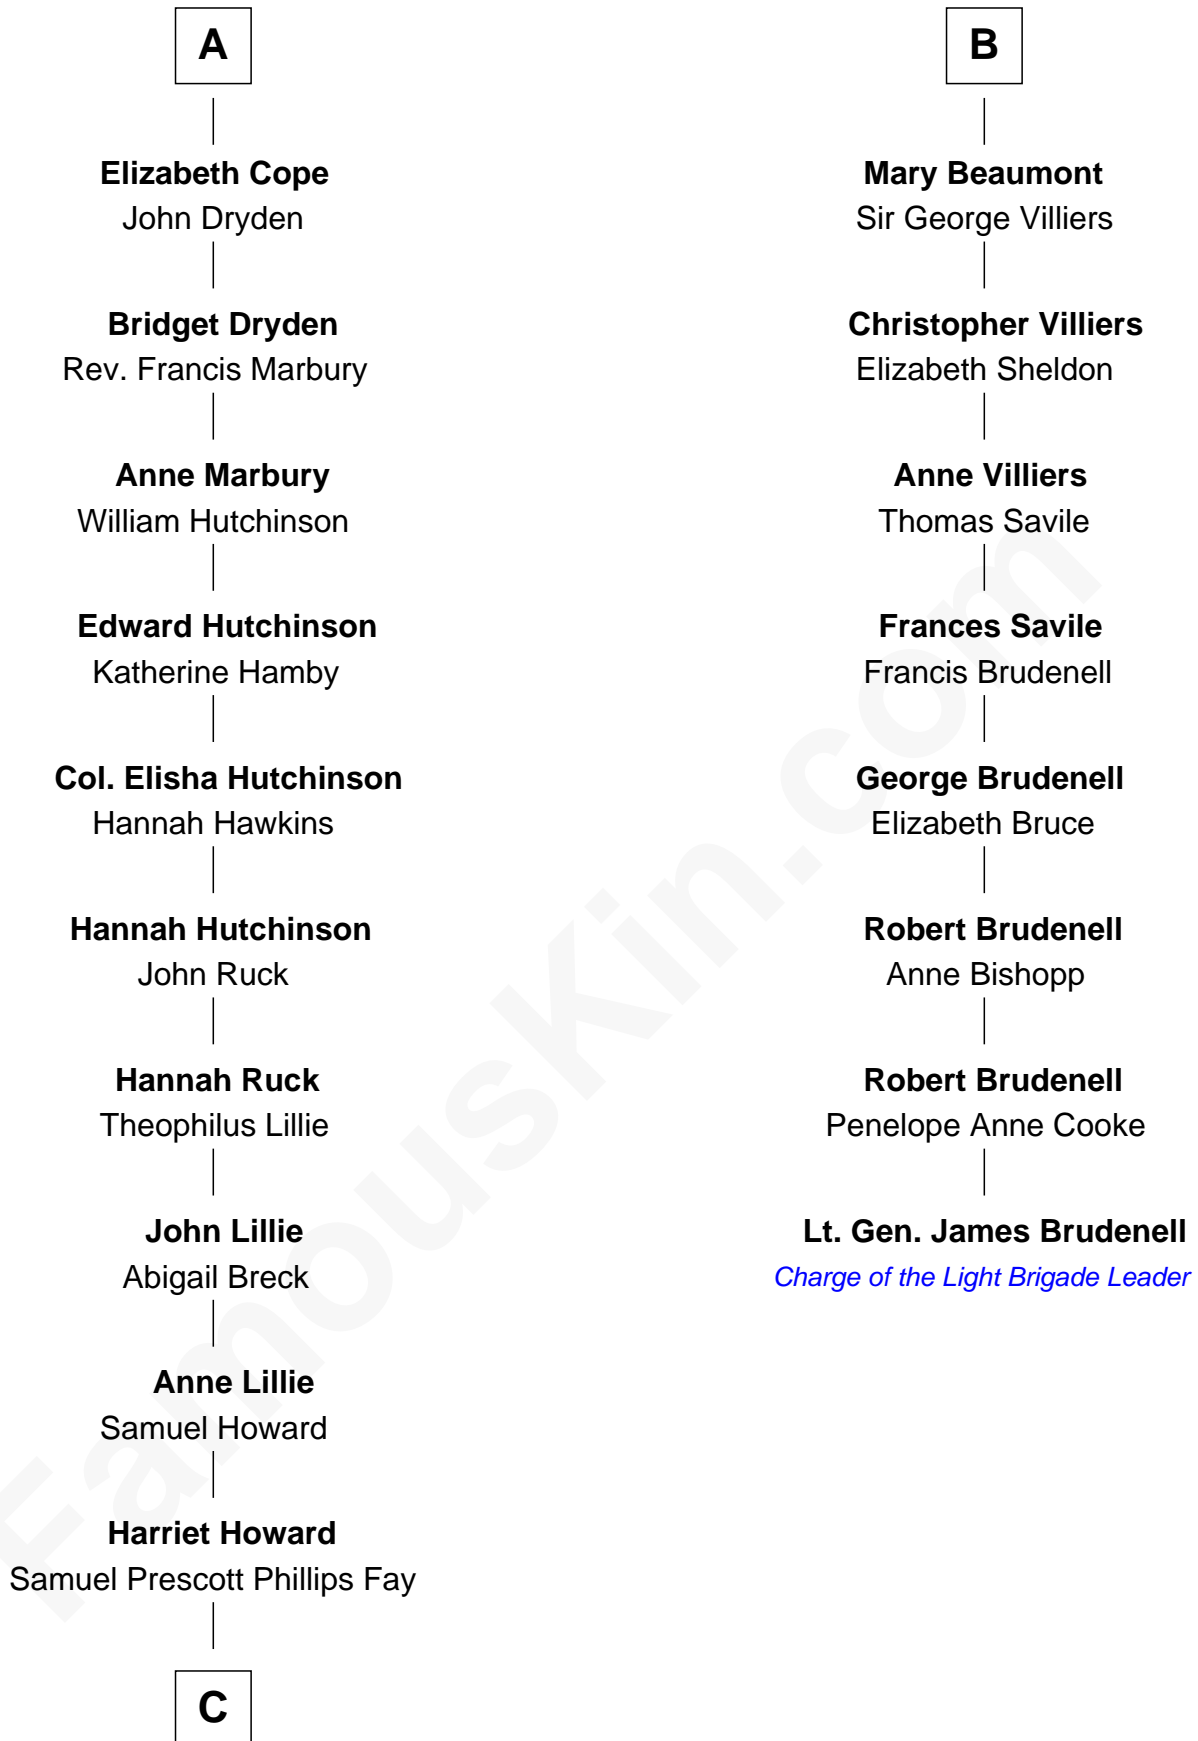 A
Elizabeth Cope
John Dryden
Bridget Dryden
Rev. Francis Marbury
Anne Marbury
William Hutchinson
Edward Hutchinson
Katherine Hamby
Col. Elisha Hutchinson
Hannah Hawkins
Hannah Hutchinson
John Ruck
Hannah Ruck
Theophilus Lillie
John Lillie
Abigail Breck
Anne Lillie
Samuel Howard
Harriet Howard
Samuel Prescott Phillips Fay
C
B
Mary Beaumont
Sir George Villiers
Christopher Villiers
Elizabeth Sheldon
Anne Villiers
Thomas Savile
Frances Savile
Francis Brudenell
George Brudenell
Elizabeth Bruce
Robert Brudenell
Anne Bishopp
Robert Brudenell
Penelope Anne Cooke
Lt. Gen. James Brudenell
Charge of the Light Brigade Leader
FamousKin.com